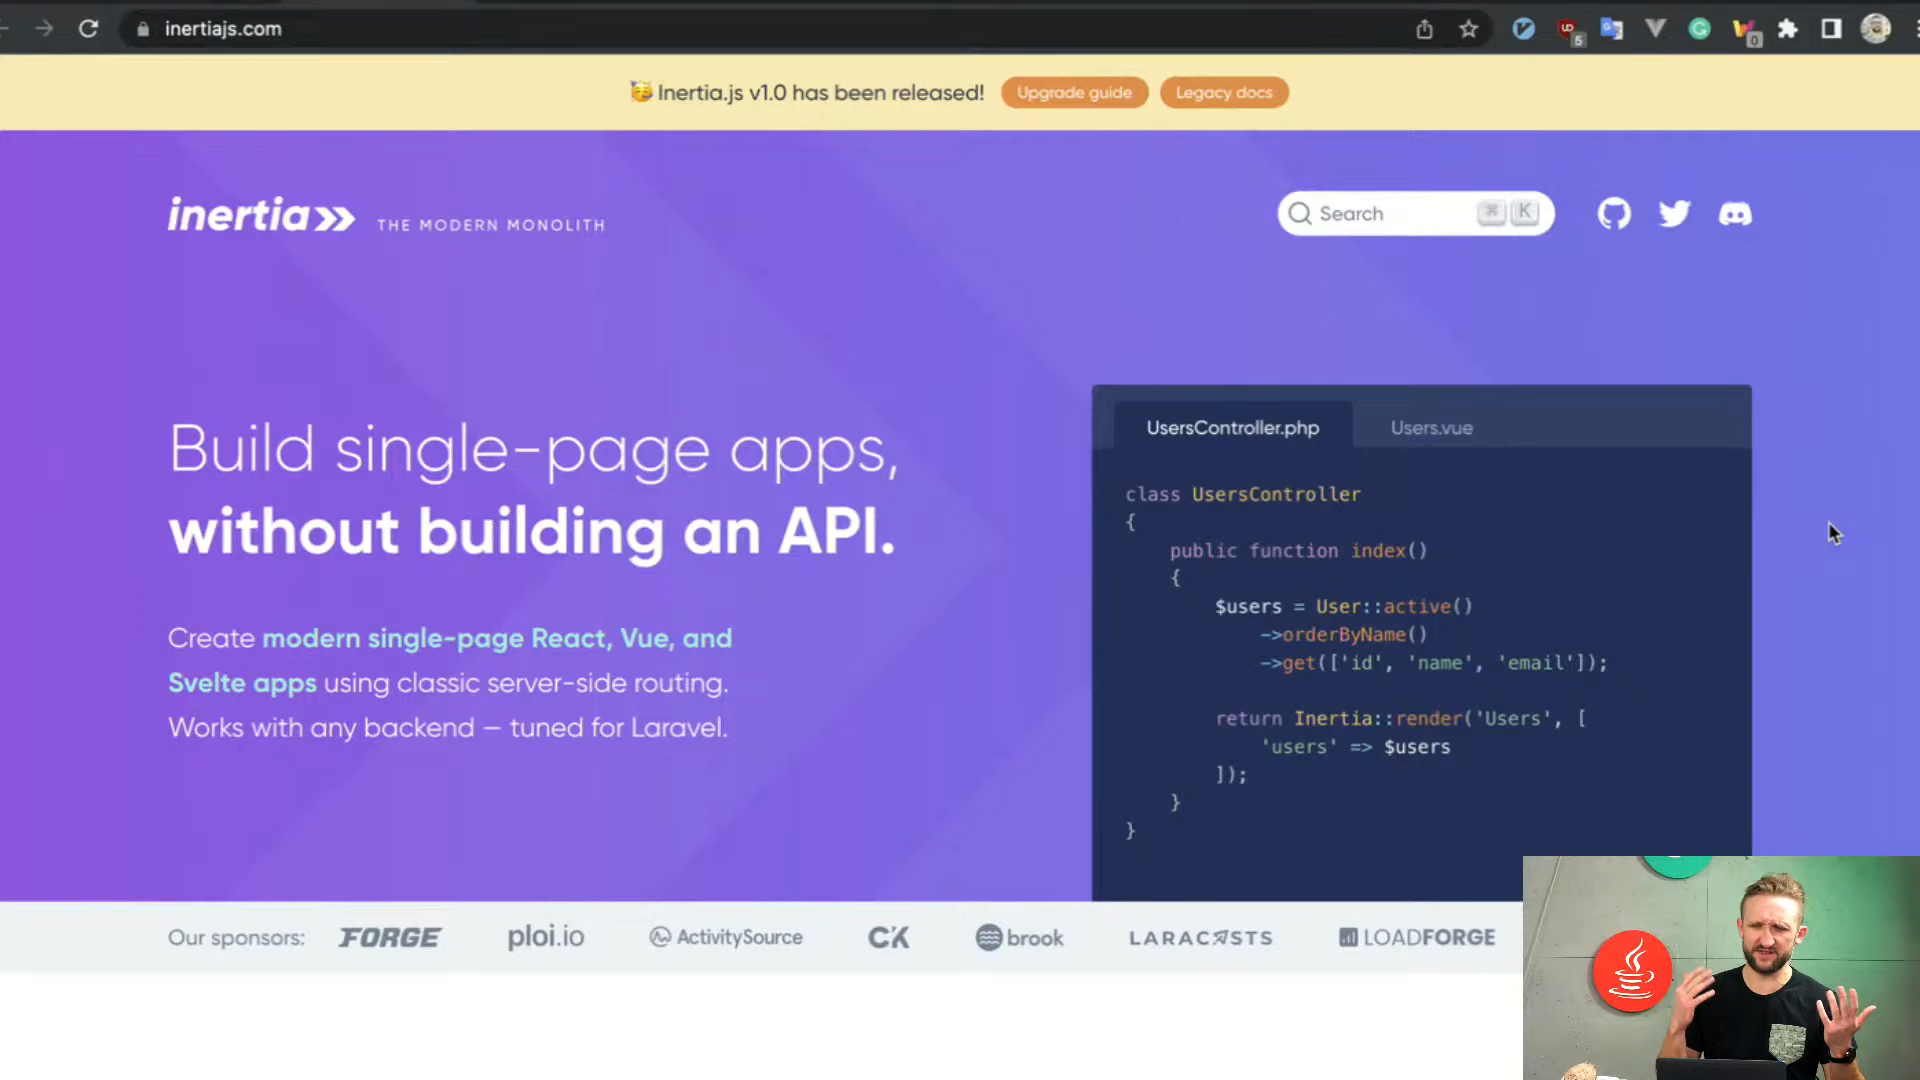 inertiajs.com
5
0
🥳 Inertia.js v1.0 has been released! Upgrade guide Legacy docs
inertia THE MODERN MONOLITH
Search ⌘ K
Build single-page apps,
without building an API.
Create modern single-page React, Vue, and
Svelte apps using classic server-side routing.
Works with any backend — tuned for Laravel.
UsersController.php Users.vue
class UsersController
{
public function index()
{
$users = User::active()
->orderByName()
->get(['id', 'name', 'email']);
return Inertia::render('Users', [
'users' => $users
]);
}
}
Our sponsors: FORGE ploi.io ActivitySource CK brook LARACASTS LOADFORGE